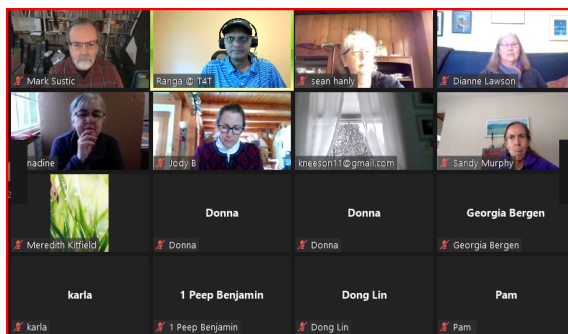 Mark Sustic
Ranga @ T4T
sean hanly
Dianne Lawson
nadine
Jody B
kneeson11@gmail.com
Sandy Murphy
Meredith Kitfield
Donna
Donna
Donna
Donna
Georgia Bergen
Georgia Bergen
karla
karla
1 Peep Benjamin
1 Peep Benjamin
Dong Lin
Dong Lin
Pam
Pam